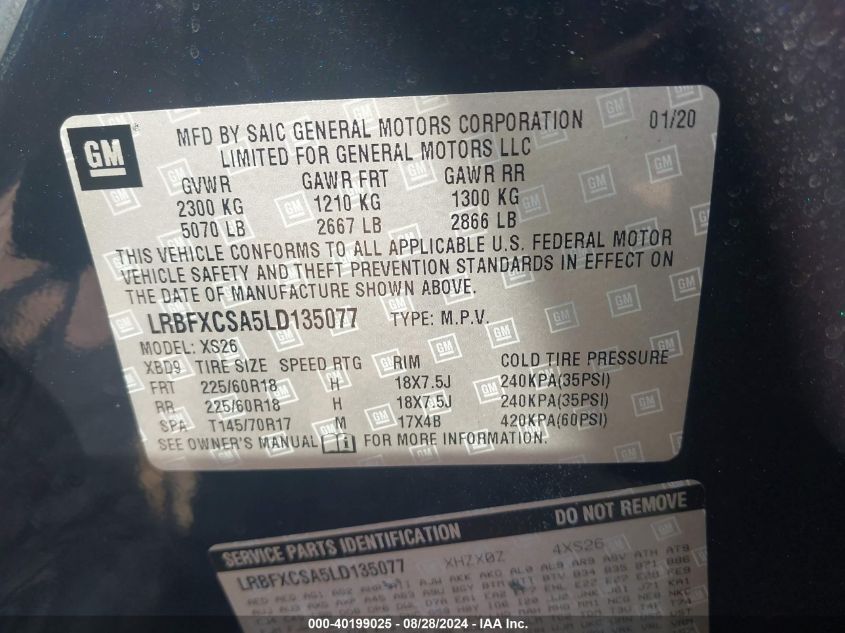 GM
MFD BY SAIC GENERAL MOTORS CORPORATION 01/20
LIMITED FOR GENERAL MOTORS LLC
GVWR GAWR FRT GAWR RR
2300 KG 1210 KG 1300 KG
5070 LB 2667 LB 2866 LB
THIS VEHICLE CONFORMS TO ALL APPLICABLE U.S. FEDERAL MOTOR
VEHICLE SAFETY AND THEFT PREVENTION STANDARDS IN EFFECT ON
THE DATE OF MANUFACTURE SHOWN ABOVE.
LRBFXCSA5LD135077 TYPE: M.P.V.
MODEL: XS26
XBD9 TIRE SIZE SPEED RTG RIM COLD TIRE PRESSURE
FRT 225/60R18 H 18X7.5J 240KPA(35PSI)
RR 225/60R18 H 18X7.5J 240KPA(35PSI)
SPA T145/70R17 M 17X4B 420KPA(60PSI)
SEE OWNER'S MANUAL FOR MORE INFORMATION.
SERVICE PARTS IDENTIFICATION DO NOT REMOVE
LRBFXCSA5LD135077 XHZX0Z 4XS26
000-40199025 - 08/28/2024 - IAAI.com